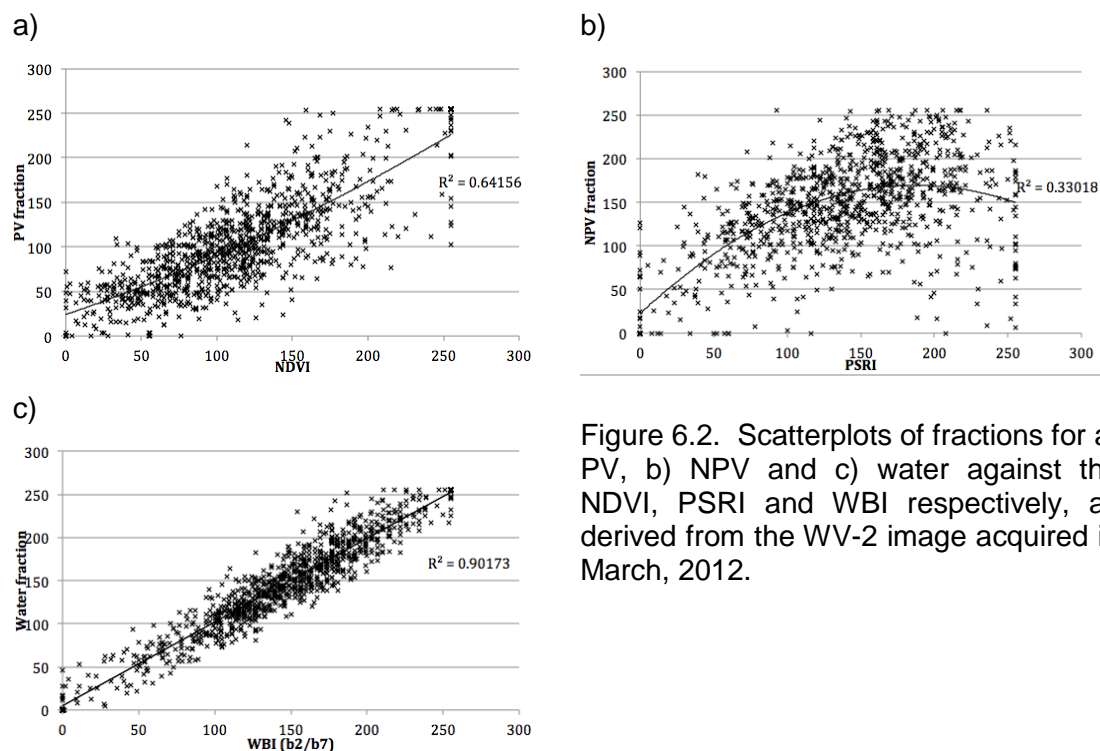 a)
300
250
200
150
100
50
0
PV fraction
R² = 0.64156
0 50 100 150 200 250 300
NDVI
b)
300
250
200
150
100
50
0
NPV fraction
R² = 0.33018
0 50 100 150 200 250 300
PSRI
c)
300
250
200
150
100
50
0
Water fraction
R² = 0.90173
0 50 100 150 200 250 300
WBI (b2/b7)
Figure 6.2. Scatterplots of fractions for
PV, b) NPV and c) water against
NDVI, PSRI and WBI respectively,
derived from the WV-2 image acquired
March, 2012.